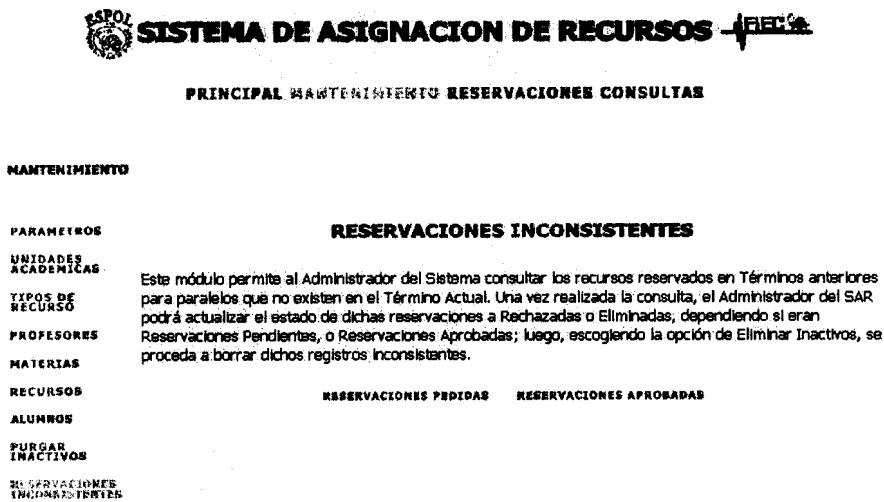 ESPOL SISTEMA DE ASIGNACION DE RECURSOS FIEC
PRINCIPAL MANTENIMIENTO RESERVACIONES CONSULTAS
MANTENIMIENTO
PARAMETROS
UNIDADES
ACADEMICAS
TIPOS DE
RECURSO
PROFESORES
MATERIAS
RECURSOS
ALUMNOS
PURGAR
INACTIVOS
RESERVACIONES
INCONSISTENTES
RESERVACIONES INCONSISTENTES
Este módulo permite al Administrador del Sistema consultar los recursos reservados en Términos anteriores
para paralelos que no existen en el Término Actual. Una vez realizada la consulta, el Administrador del SAR
podrá actualizar el estado de dichas reservaciones a Rechazadas o Eliminadas, dependiendo si eran
Reservaciones Pendientes, o Reservaciones Aprobadas; luego, escogiendo la opción de Eliminar Inactivos, se
proceda a borrar dichos registros inconsistentes.
RESERVACIONES PEDIDAS RESERVACIONES APROBADAS